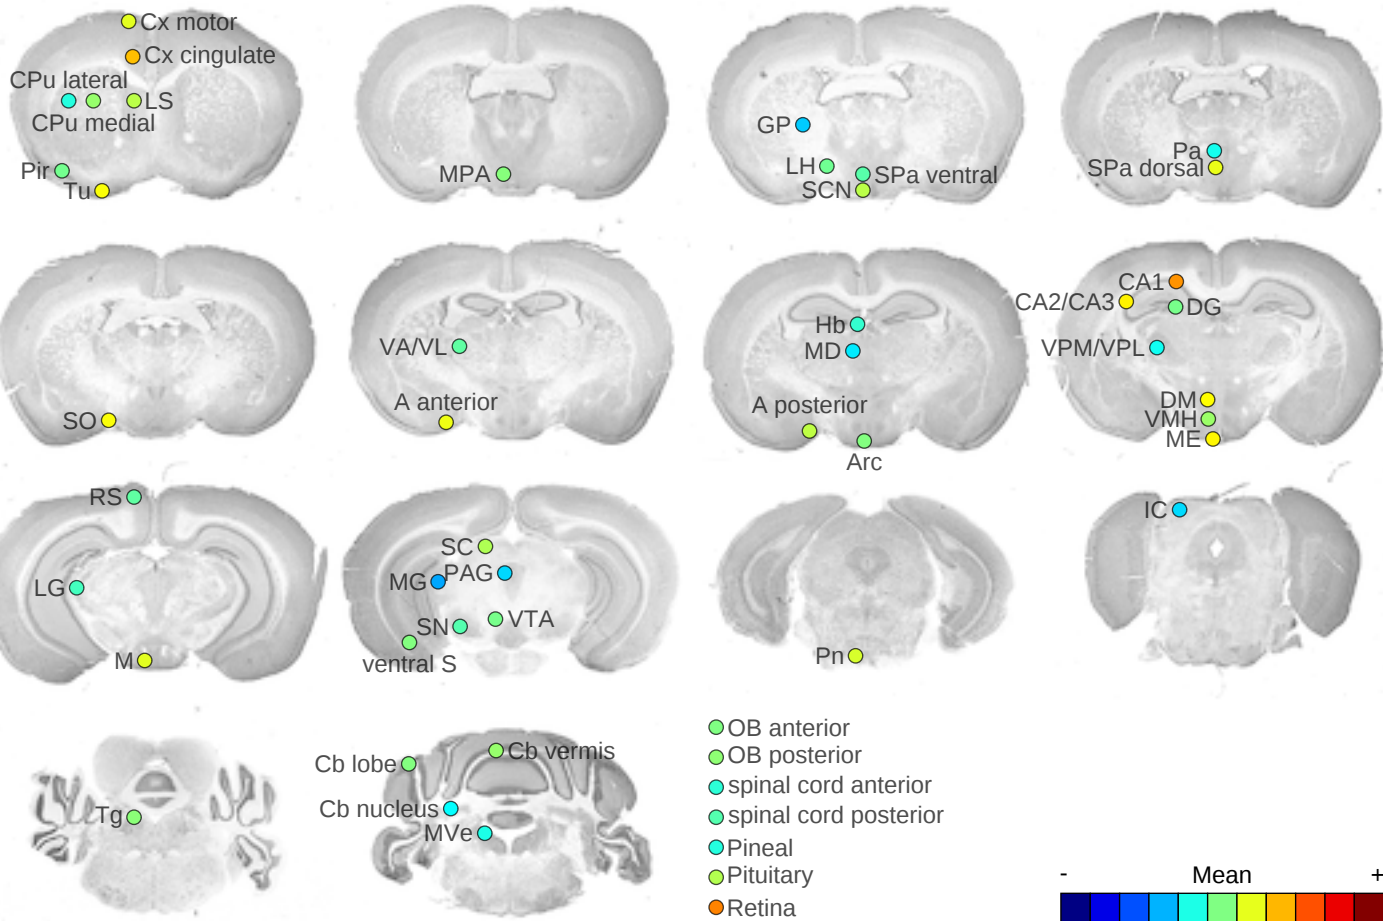 Cx motor
Cx cingulate
CPu lateral
LS
CPu medial
Pir
Tu
MPA
GP
LH
SPa ventral
SCN
Pa
SPa dorsal
SO
VA/VL
A anterior
Hb
MD
A posterior
Arc
CA1
CA2/CA3
DG
VPM/VPL
DM
VMH
ME
RS
LG
M
SC
MG
PAG
SN
VTA
ventral S
Pn
IC
Tg
Cb lobe
Cb vermis
Cb nucleus
MVe
OB anterior
OB posterior
spinal cord anterior
spinal cord posterior
Pineal
Pituitary
Retina
- Mean +